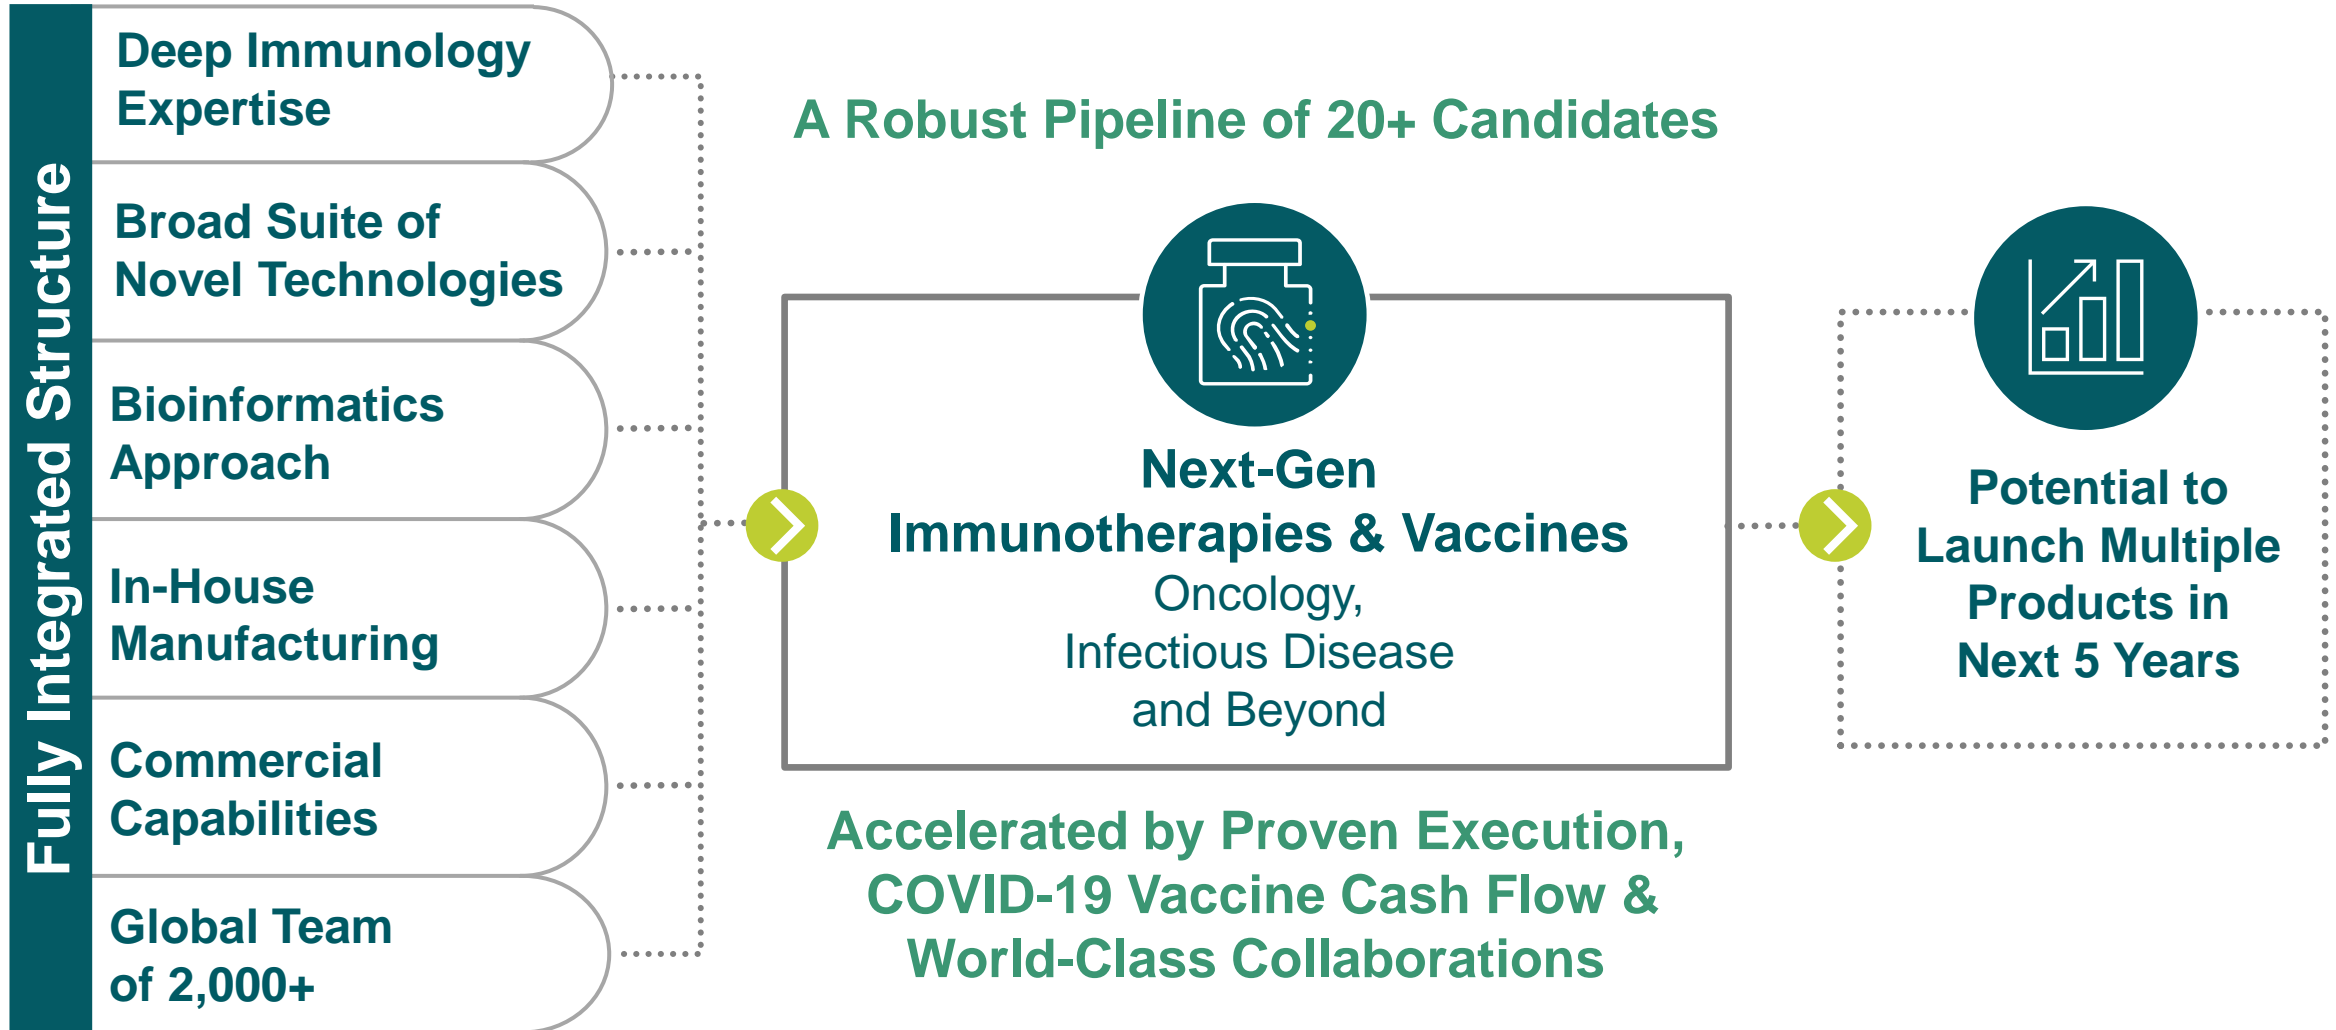 Fully Integrated Structure
Deep Immunology
Expertise
Broad Suite of
Novel Technologies
Bioinformatics
Approach
In-House
Manufacturing
Commercial
Capabilities
Global Team
of 2,000+
A Robust Pipeline of 20+ Candidates
Next-Gen
Immunotherapies & Vaccines
Oncology,
Infectious Disease
and Beyond
Accelerated by Proven Execution,
COVID-19 Vaccine Cash Flow &
World-Class Collaborations
Potential to
Launch Multiple
Products in
Next 5 Years